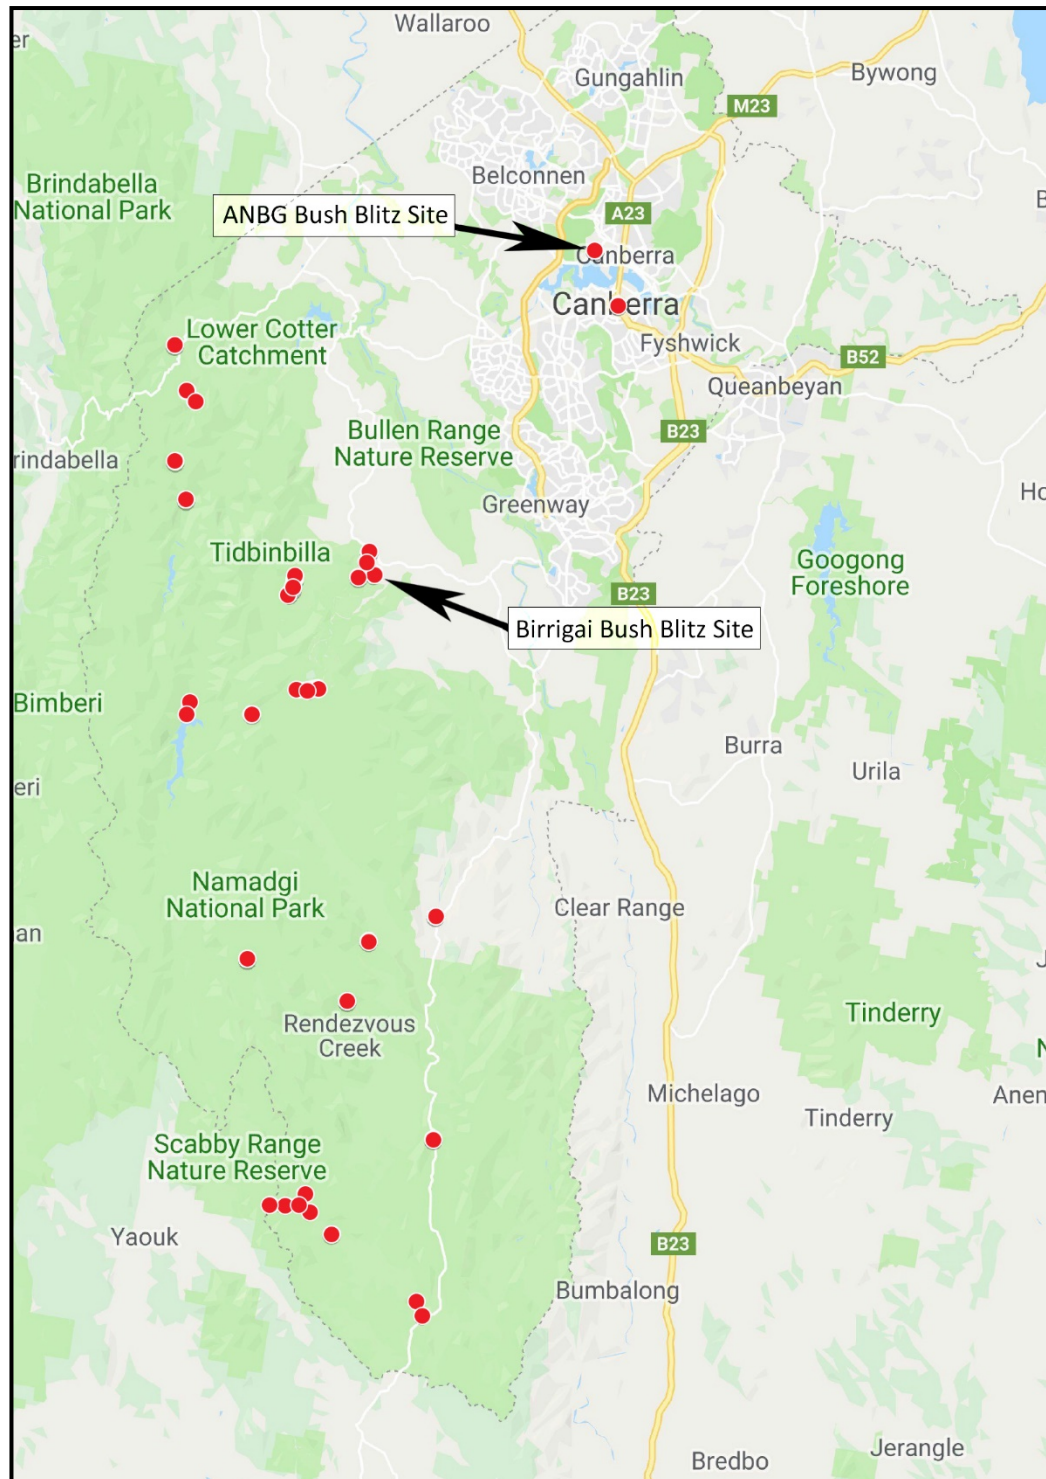 Wallaroo
er
Gungahlin
Bywong
M23
Belconnen
Brindabella
National Park
ANBG Bush Blitz Site
A23
B
Canberra
Canberra
Lower Cotter
Catchment
Fyshwick
B52
Queanbeyan
Bullen Range
Nature Reserve
B23
rindabella
Greenway
Ho
Tidbinbilla
Googong
Foreshore
B23
Birrigai Bush Blitz Site
Bimberi
Burra
Urila
eri
Namadgi
National Park
Clear Range
an
J
Rendezvous
Creek
Tinderry
N
Michelago
Anem
Tinderry
Scabby Range
Nature Reserve
Yaouk
B23
Bumbalong
Jerangle
Bredbo